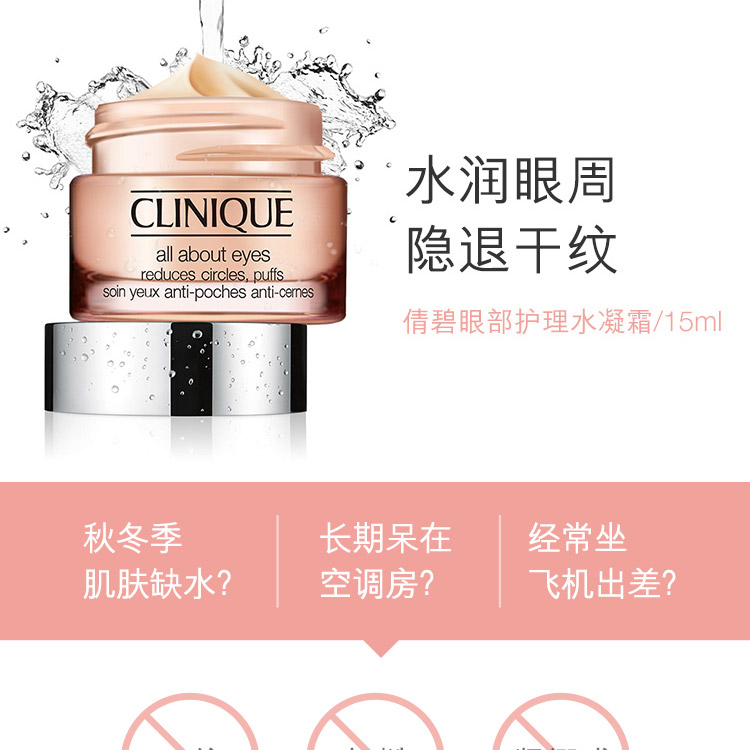 CLINIQUE
all about eyes
reduces circles, puffs
soin yeux anti-poches anti-cernes
水润眼周
隐退干纹
倩碧眼部护理水凝霜/15ml
秋冬季
肌肤缺水?
长期呆在
空调房?
经常坐
飞机出差?